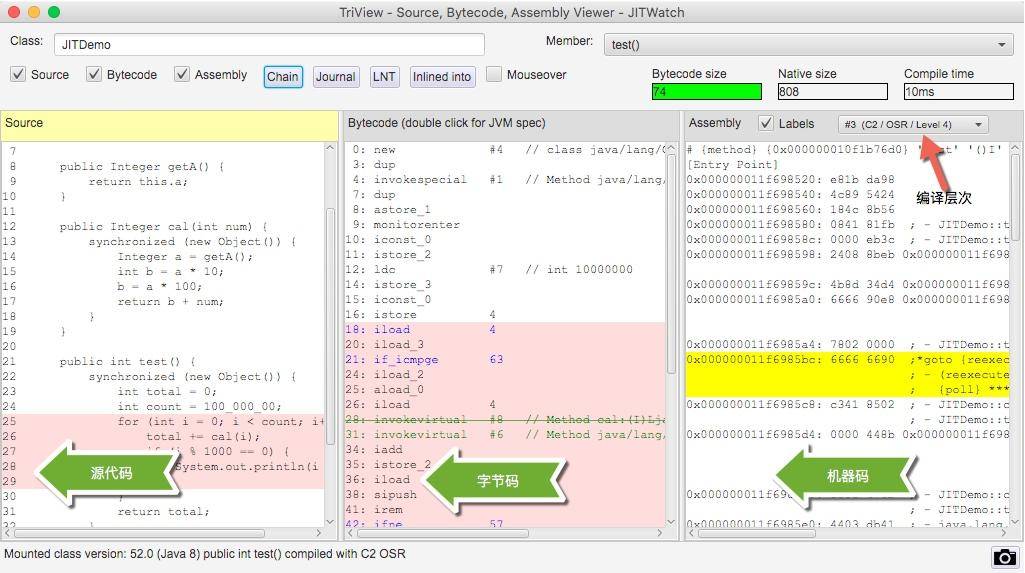 TriView - Source, Bytecode, Assembly Viewer - JITWatch
Class: JITDemo Member: test()
Source Bytecode Assembly Chain Journal LNT Inlined into Mouseover
Bytecode size Native size Compile time
74 808 10ms
Source
7
8 public Integer getA() {
9 return this.a;
10 }
11
12 public Integer cal(int num) {
13 synchronized (new Object()) {
14 Integer a = getA();
15 int b = a * 10;
16 b = a * 100;
17 return b + num;
18 }
19 }
20
21 public int test() {
22 synchronized (new Object()) {
23 int total = 0;
24 int count = 100_000_00;
25 for (int i = 0; i < count; i+
26 total += cal(i);
27 % 1000 == 0) {
28 System.out.println(i
29
30 }
31 return total;
32 }
源代码
Bytecode (double click for JVM spec)
0: new #4 // class java/lang/O
3: dup
4: invokespecial #1 // Method java/lang/
7: dup
8: astore_1
9: monitorenter
10: iconst_0
11: istore_2
12: ldc #7 // int 10000000
14: istore_3
15: iconst_0
16: istore 4
18: iload 4
20: iload_3
21: if_icmpge 63
24: iload_2
25: aload_0
26: iload 4
28: invokevirtual #8 // Method cal:(I)Lj
31: invokevirtual #6 // Method java/lang/
34: iadd
35: istore_2
36: iload
38: sipush
41: irem
42: ifne 57
字节码
Assembly Labels #3 (C2 / OSR / Level 4)
编译层次
# {method} {0x000000010f1b76d0} '()I'
[Entry Point]
0x000000011f698520: e81b da98
0x000000011f698540: 4c89 5424
0x000000011f698560: 184c 8b56
0x000000011f698580: 0841 81fb ; - JITDemo::t
0x000000011f69858c: 0000 eb3c ; - JITDemo::t
0x000000011f698598: 2408 8beb 0x000000011f698
0x000000011f69859c: 4b8d 34d4 0x000000011f698
0x000000011f6985a0: 6666 90e8 0x000000011f698
0x000000011f6985a4: 7802 0000 ; - JITDemo::t
0x000000011f6985bc: 6666 6690 ;*goto {reexec
; - (reexecute
; {poll} ***
0x000000011f6985c8: c341 8502 ; - JITDemo::c
0x000000011f6985d4: 0000 448b 0x000000011f698
; - JITDemo::c
; - JITDemo::c
0x000000011f6985e0: 4403 db41 ; - java.lang.
机器码
Mounted class version: 52.0 (Java 8) public int test() compiled with C2 OSR